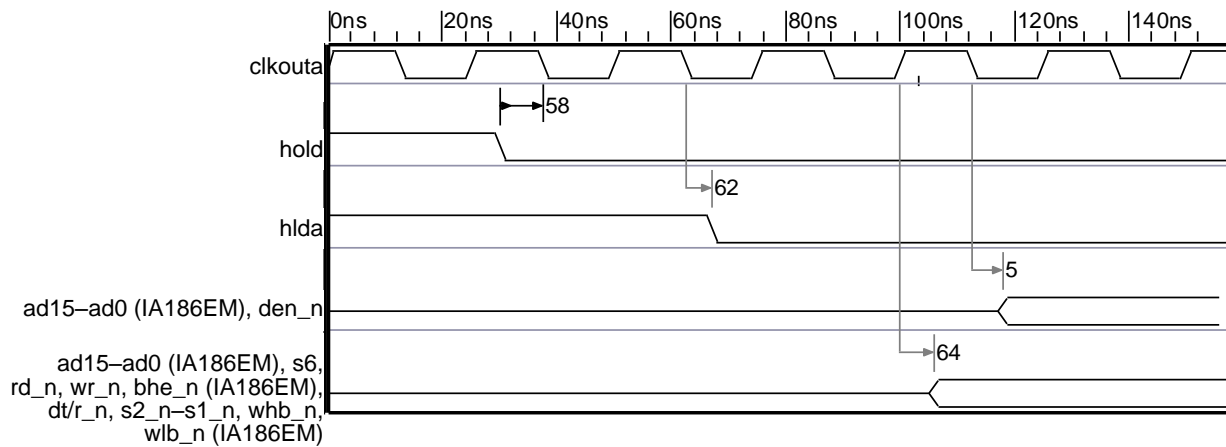 0ns 20ns 40ns 60ns 80ns 100ns 120ns 140ns
clkouta
58
hold
62
hlda
5
ad15–ad0 (IA186EM), den_n
64
ad15–ad0 (IA186EM), s6,
rd_n, wr_n, bhe_n (IA186EM),
dt/r_n, s2_n–s1_n, whb_n,
wlb_n (IA186EM)